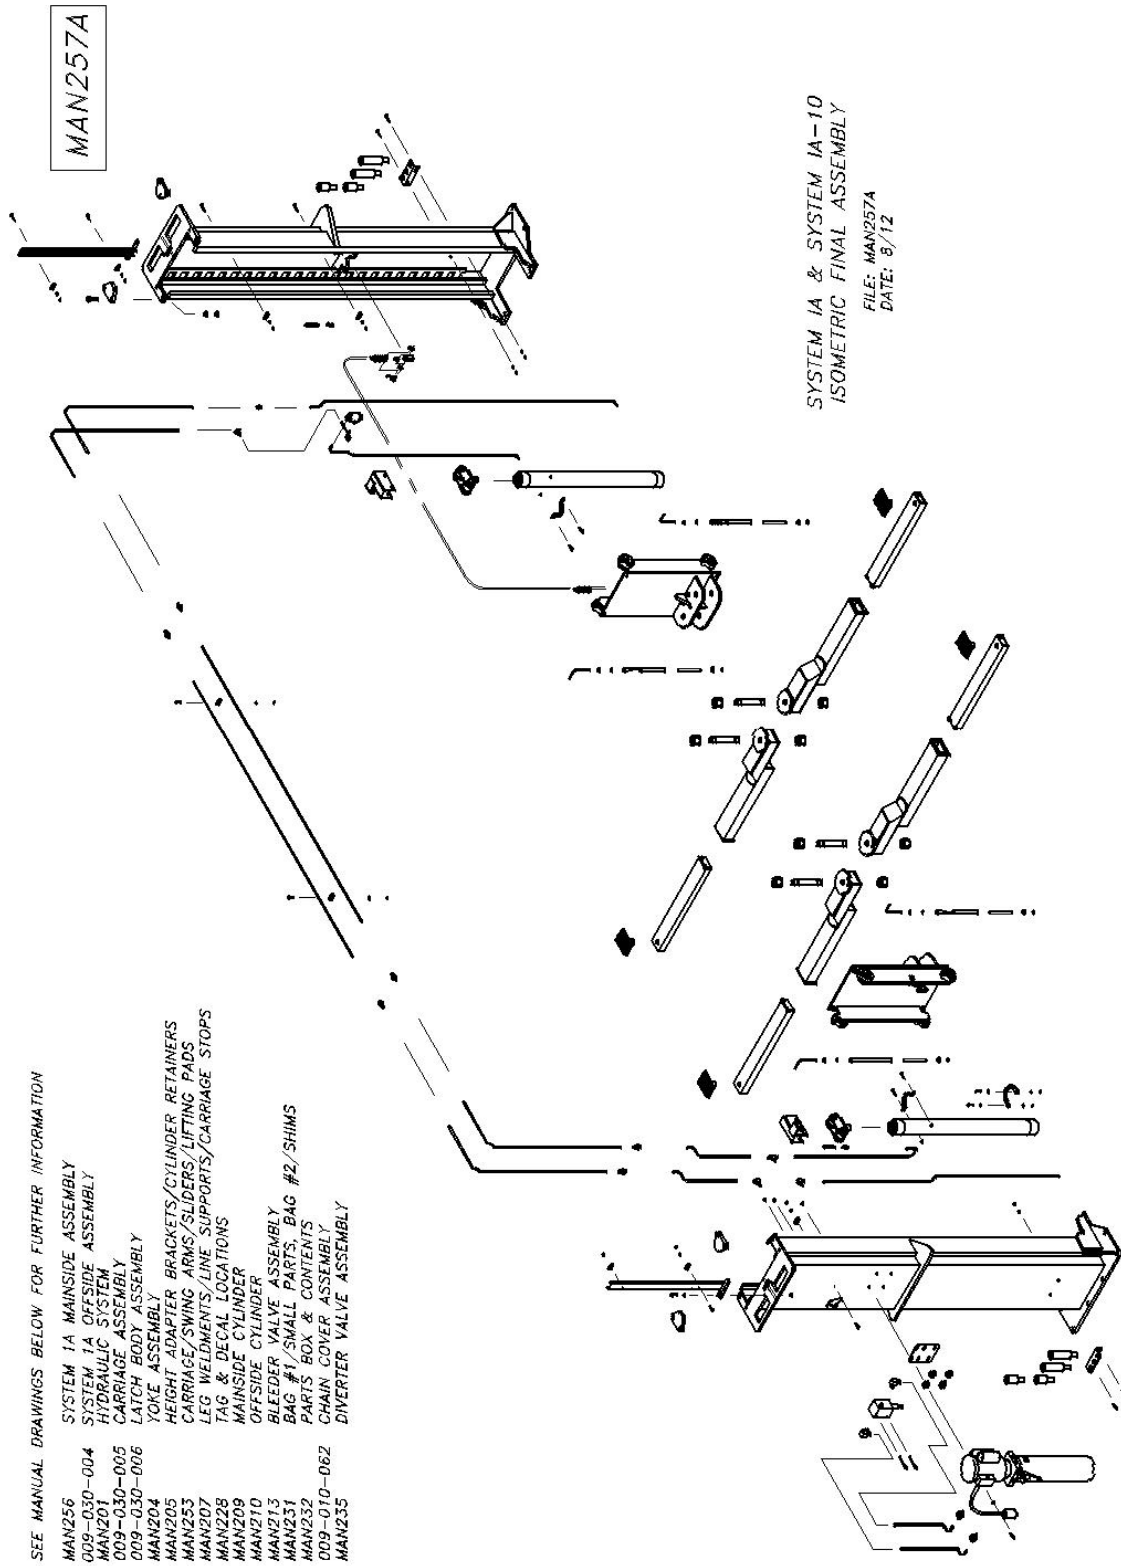 MAN257A
SEE MANUAL DRAWINGS BELOW FOR FURTHER INFORMATION
MAN256 SYSTEM 1A MAINSIDE ASSEMBLY
009-030-004 SYSTEM 1A OFFSIDE ASSEMBLY
MAN201 HYDRAULIC SYSTEM
009-030-005 CARRIAGE ASSEMBLY
009-030-006 LATCH BODY ASSEMBLY
MAN204 YOKE ASSEMBLY
MAN205 HEIGHT ADAPTER BRACKETS/CYLINDER RETAINERS
MAN253 CARRIAGE/SWING ARMS/SLIDERS/LIFTING PADS
MAN207 LEG WELDMENTS/LINE SUPPORTS/CARRIAGE STOPS
MAN228 TAG & DECAL LOCATIONS
MAN209 MAINSIDE CYLINDER
MAN210 OFFSIDE CYLINDER
MAN213 BLEEDER VALVE ASSEMBLY
MAN231 BAG #1/SMALL PARTS, BAG #2/SHIMS
MAN232 PARTS BOX & CONTENTS
009-010-062 CHAIN COVER ASSEMBLY
MAN235 DIVERTER VALVE ASSEMBLY
SYSTEM 1A & SYSTEM 1A-10
ISOMETRIC FINAL ASSEMBLY
FILE: MAN257A
DATE: 8/12